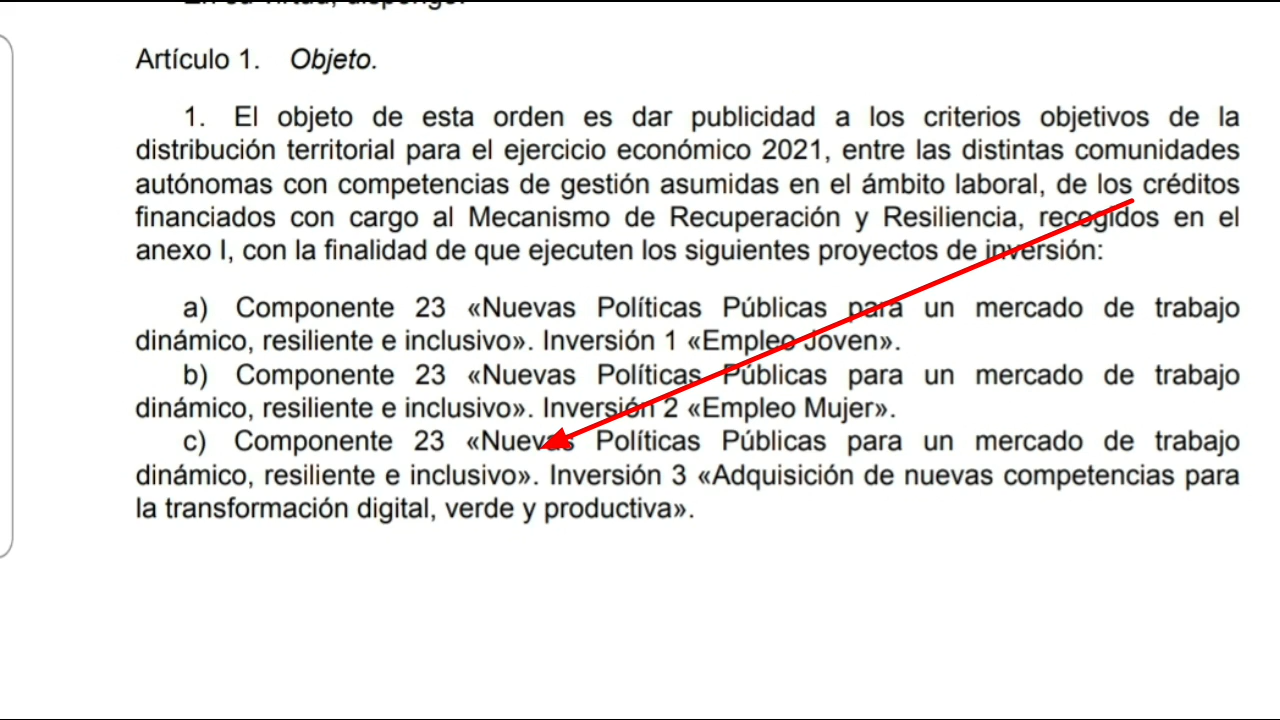 En su virtud, dispongo:
Artículo 1. Objeto.
1. El objeto de esta orden es dar publicidad a los criterios objetivos de la
distribución territorial para el ejercicio económico 2021, entre las distintas comunidades
autónomas con competencias de gestión asumidas en el ámbito laboral, de los créditos
financiados con cargo al Mecanismo de Recuperación y Resiliencia, recogidos en el
anexo I, con la finalidad de que ejecuten los siguientes proyectos de inversión:
a) Componente 23 «Nuevas Políticas Públicas para un mercado de trabajo
dinámico, resiliente e inclusivo». Inversión 1 «Empleo Joven».
b) Componente 23 «Nuevas Políticas Públicas para un mercado de trabajo
dinámico, resiliente e inclusivo». Inversión 2 «Empleo Mujer».
c) Componente 23 «Nuevas Políticas Públicas para un mercado de trabajo
dinámico, resiliente e inclusivo». Inversión 3 «Adquisición de nuevas competencias para
la transformación digital, verde y productiva».